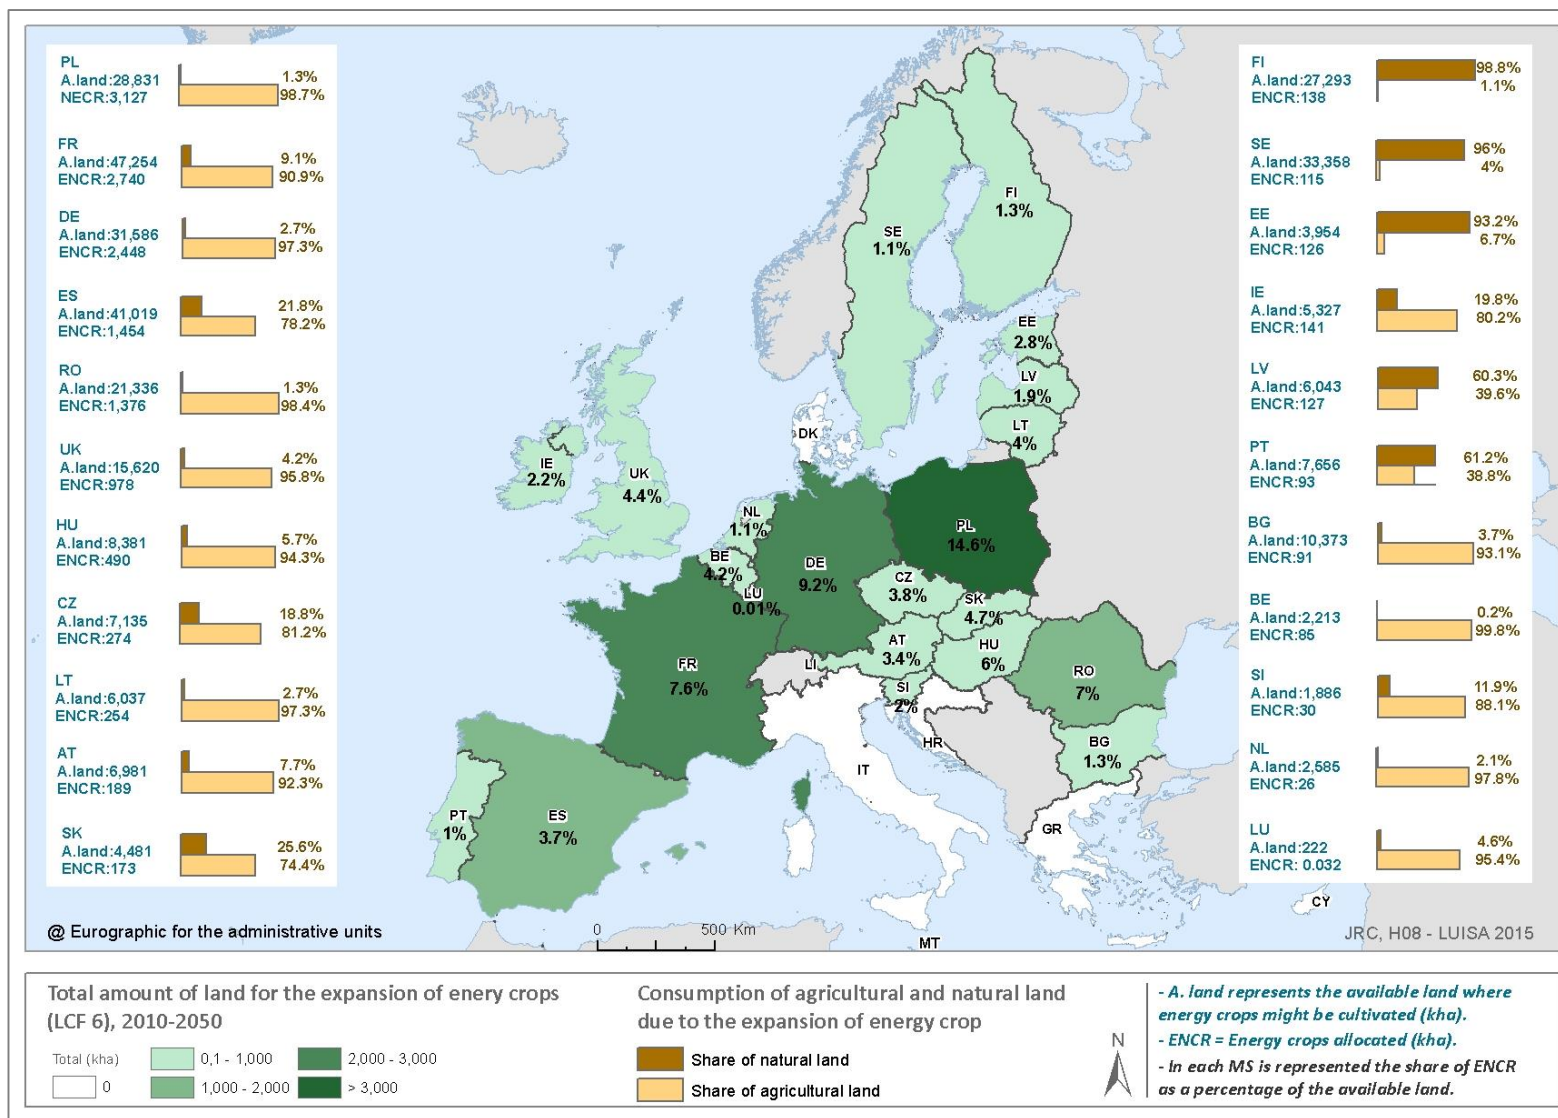 PL
A.land:28,831
NECR:3,127
1.3%
98.7%
FR
A.land:47,254
ENCR:2,740
9.1%
90.9%
DE
A.land:31,586
ENCR:2,448
2.7%
97.3%
ES
A.land:41,019
ENCR:1,454
21.8%
78.2%
RO
A.land:21,336
ENCR:1,376
1.3%
98.4%
UK
A.land:15,620
ENCR:978
4.2%
95.8%
HU
A.land:8,381
ENCR:490
5.7%
94.3%
CZ
A.land:7,135
ENCR:274
18.8%
81.2%
LT
A.land:6,037
ENCR:254
2.7%
97.3%
AT
A.land:6,981
ENCR:189
7.7%
92.3%
SK
A.land:4,481
ENCR:173
25.6%
74.4%
FI
1.3%
SE
1.1%
EE
2.8%
LV
1.9%
LT
4%
DK
IE
2.2%
UK
4.4%
NL
1.1%
BE
4.2%
LU
0.01%
DE
9.2%
PL
14.6%
CZ
3.8%
SK
4.7%
AT
3.4%
HU
6%
LI
SI
2%
HR
FR
7.6%
RO
7%
BG
1.3%
IT
PT
1%
ES
3.7%
GR
CY
MT
FI
A.land:27,293
ENCR:138
98.8%
1.1%
SE
A.land:33,358
ENCR:115
96%
4%
EE
A.land:3,954
ENCR:126
93.2%
6.7%
IE
A.land:5,327
ENCR:141
19.8%
80.2%
LV
A.land:6,043
ENCR:127
60.3%
39.6%
PT
A.land:7,656
ENCR:93
61.2%
38.8%
BG
A.land:10,373
ENCR:91
3.7%
93.1%
BE
A.land:2,213
ENCR:85
0.2%
99.8%
SI
A.land:1,886
ENCR:30
11.9%
88.1%
NL
A.land:2,585
ENCR:26
2.1%
97.8%
LU
A.land:222
ENCR: 0.032
4.6%
95.4%
@ Eurographic for the administrative units
0 500 Km
JRC, H08 - LUISA 2015
Total amount of land for the expansion of enery crops
(LCF 6), 2010-2050
Total (kha)
0
0,1 - 1,000
1,000 - 2,000
2,000 - 3,000
> 3,000
Consumption of agricultural and natural land
due to the expansion of energy crop
Share of natural land
Share of agricultural land
N
- A. land represents the available land where
energy crops might be cultivated (kha).
- ENCR = Energy crops allocated (kha).
- In each MS is represented the share of ENCR
as a percentage of the available land.